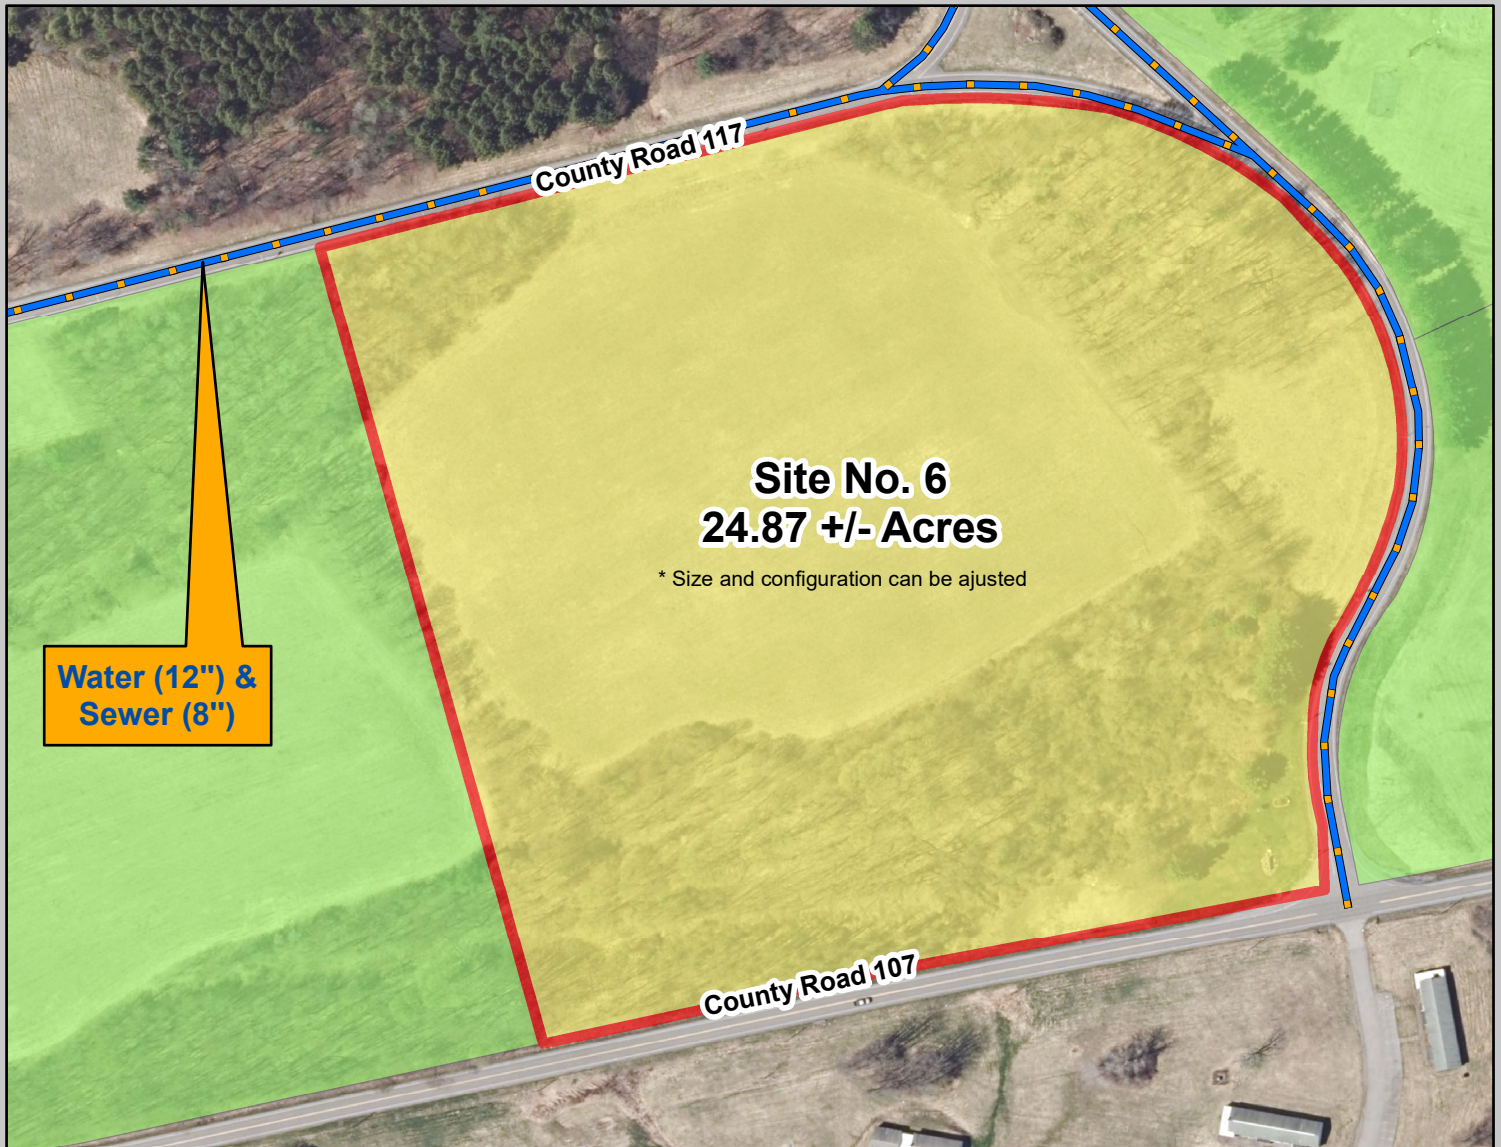 County Road 117
Site No. 6
24.87 +/- Acres
* Size and configuration can be ajusted
Water (12") &
Sewer (8")
County Road 107